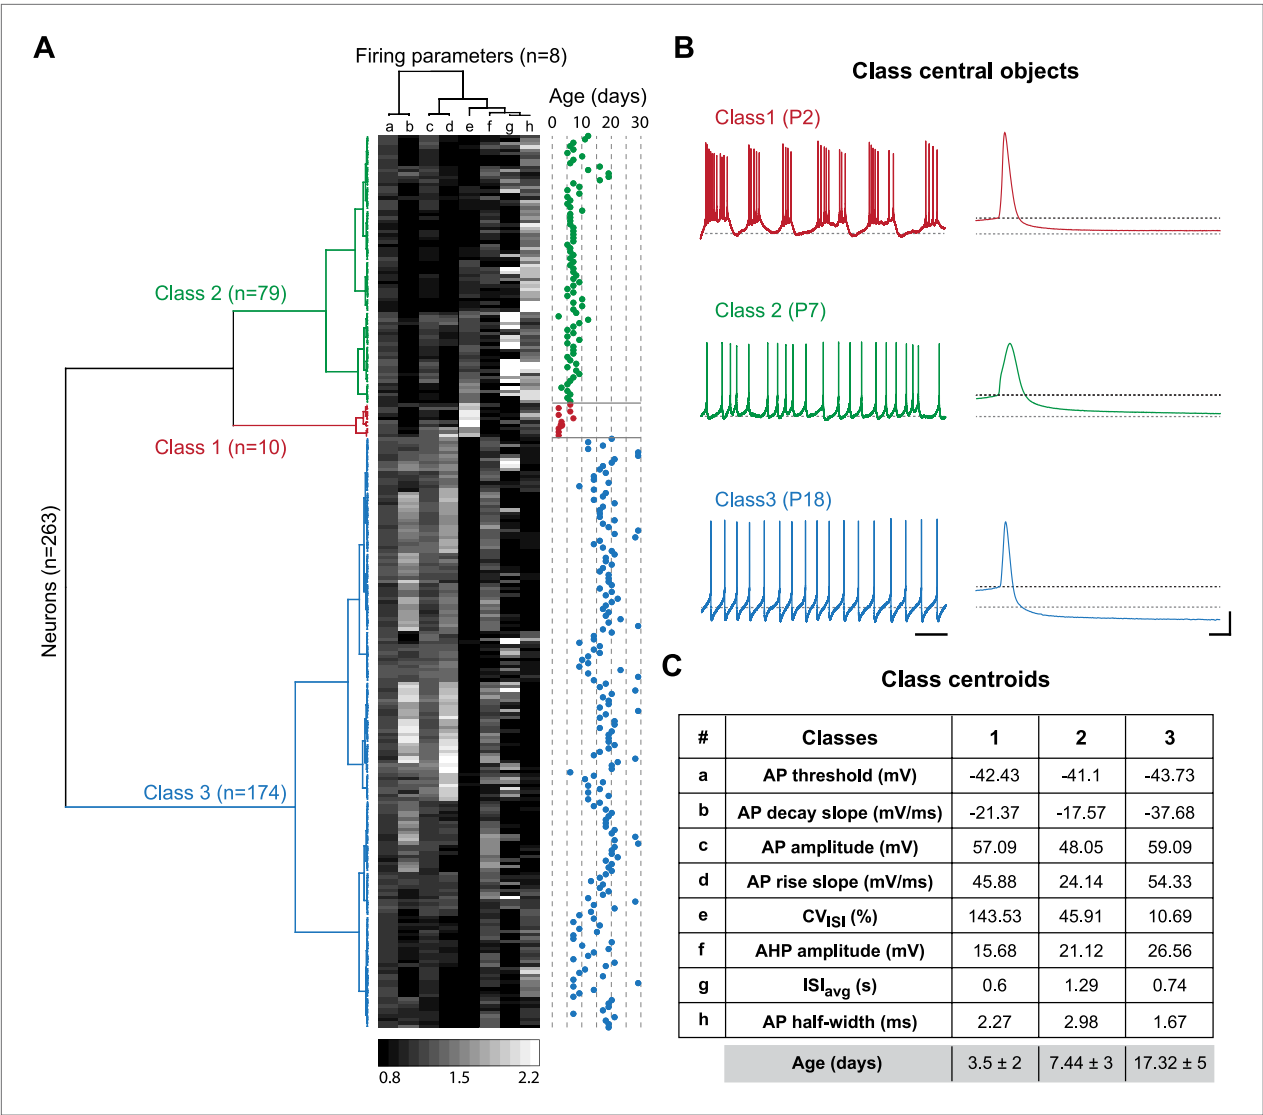 A
Firing parameters (n=8)
Age (days)
a b c d e f g h
0 10 20 30
Class 2 (n=79)
Class 1 (n=10)
Neurons (n=263)
Class 3 (n=174)
0.8 1.5 2.2
B
Class central objects
Class1 (P2)
Class 2 (P7)
Class3 (P18)
C
Class centroids
# Classes 1 2 3
a AP threshold (mV) -42.43 -41.1 -43.73
b AP decay slope (mV/ms) -21.37 -17.57 -37.68
c AP amplitude (mV) 57.09 48.05 59.09
d AP rise slope (mV/ms) 45.88 24.14 54.33
e CVISI (%) 143.53 45.91 10.69
f AHP amplitude (mV) 15.68 21.12 26.56
g ISIavg (s) 0.6 1.29 0.74
h AP half-width (ms) 2.27 2.98 1.67
Age (days) 3.5 ± 2 7.44 ± 3 17.32 ± 5